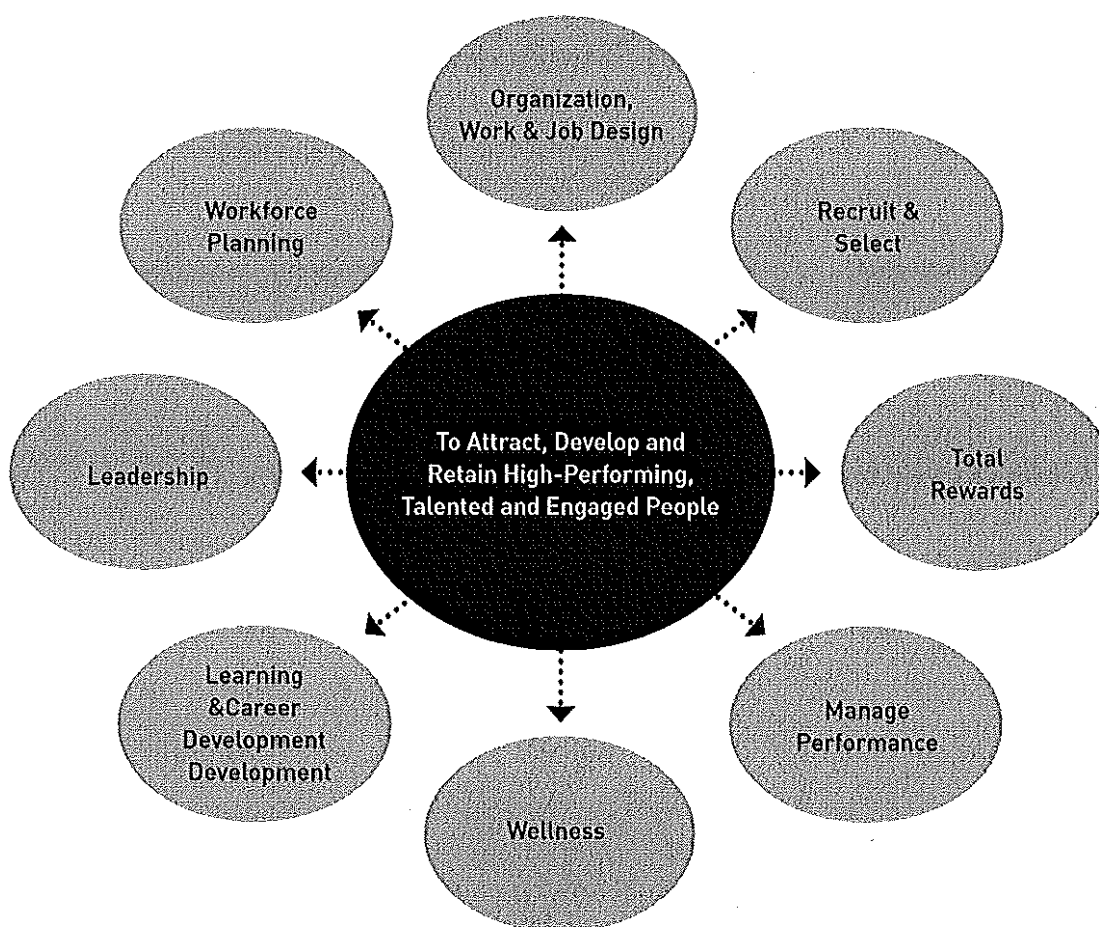 Organization,
Work & Job Design
Recruit &
Select
Total
Rewards
Manage
Performance
Wellness
Learning
&Career
Development
Development
Leadership
Workforce
Planning
To Attract, Develop and
Retain High-Performing,
Talented and Engaged People